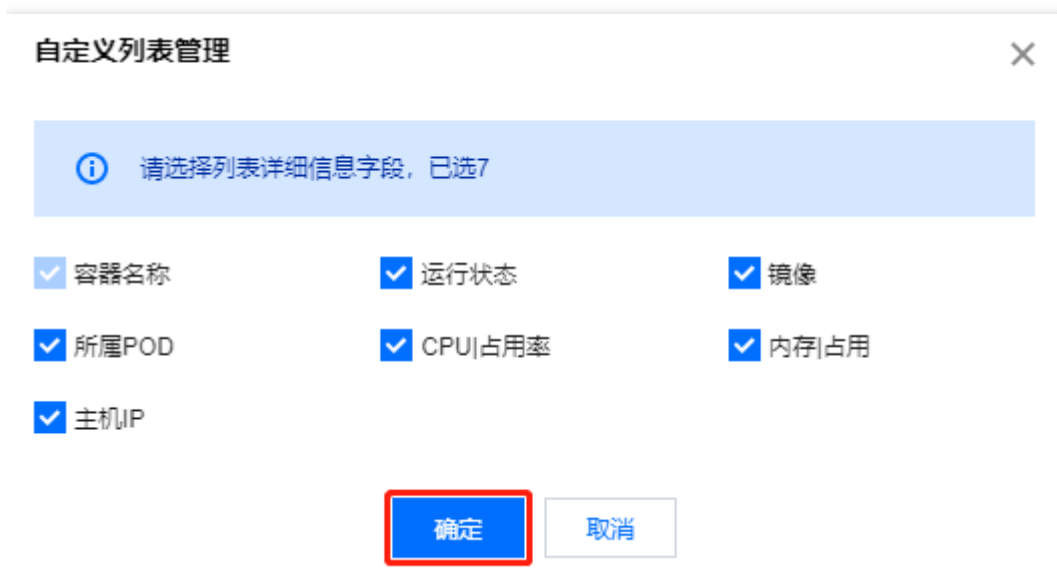 自定义列表管理
请选择列表详细信息字段，已选7
容器名称 运行状态 镜像
所属POD CPU|占用率 内存|占用
主机IP
确定 取消